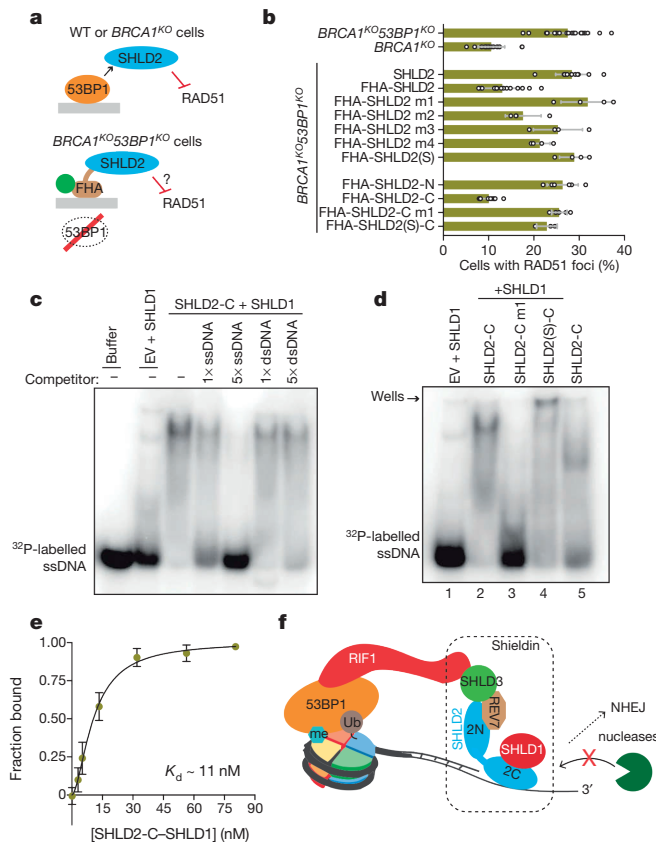 a
WT or BRCA1KO cells
SHLD2
53BP1
RAD51
BRCA1KO53BP1KO cells
SHLD2
?
FHA
RAD51
53BP1
b
BRCA1KO53BP1KO
BRCA1KO
BRCA1KO53BP1KO
SHLD2
FHA-SHLD2
FHA-SHLD2 m1
FHA-SHLD2 m2
FHA-SHLD2 m3
FHA-SHLD2 m4
FHA-SHLD2(S)
FHA-SHLD2-N
FHA-SHLD2-C
FHA-SHLD2-C m1
FHA-SHLD2(S)-C
0 10 20 30 40
Cells with RAD51 foci (%)
c
SHLD2-C + SHLD1
Buffer
EV + SHLD1
1× ssDNA
5× ssDNA
1× dsDNA
5× dsDNA
Competitor: – – –
32P-labelled
ssDNA
d
+SHLD1
EV + SHLD1
SHLD2-C
SHLD2-C m1
SHLD2(S)-C
SHLD2-C
Wells
32P-labelled
ssDNA
1 2 3 4 5
e
Fraction bound
1.00
0.75
0.50
0.25
0
Kd ~ 11 nM
0 15 30 45 60 75 90
[SHLD2-C–SHLD1] (nM)
f
Shieldin
RIF1
SHLD3
53BP1
REV7
NHEJ
Ub
SHLD2
2N
nucleases
me
SHLD1
X
2C
3′